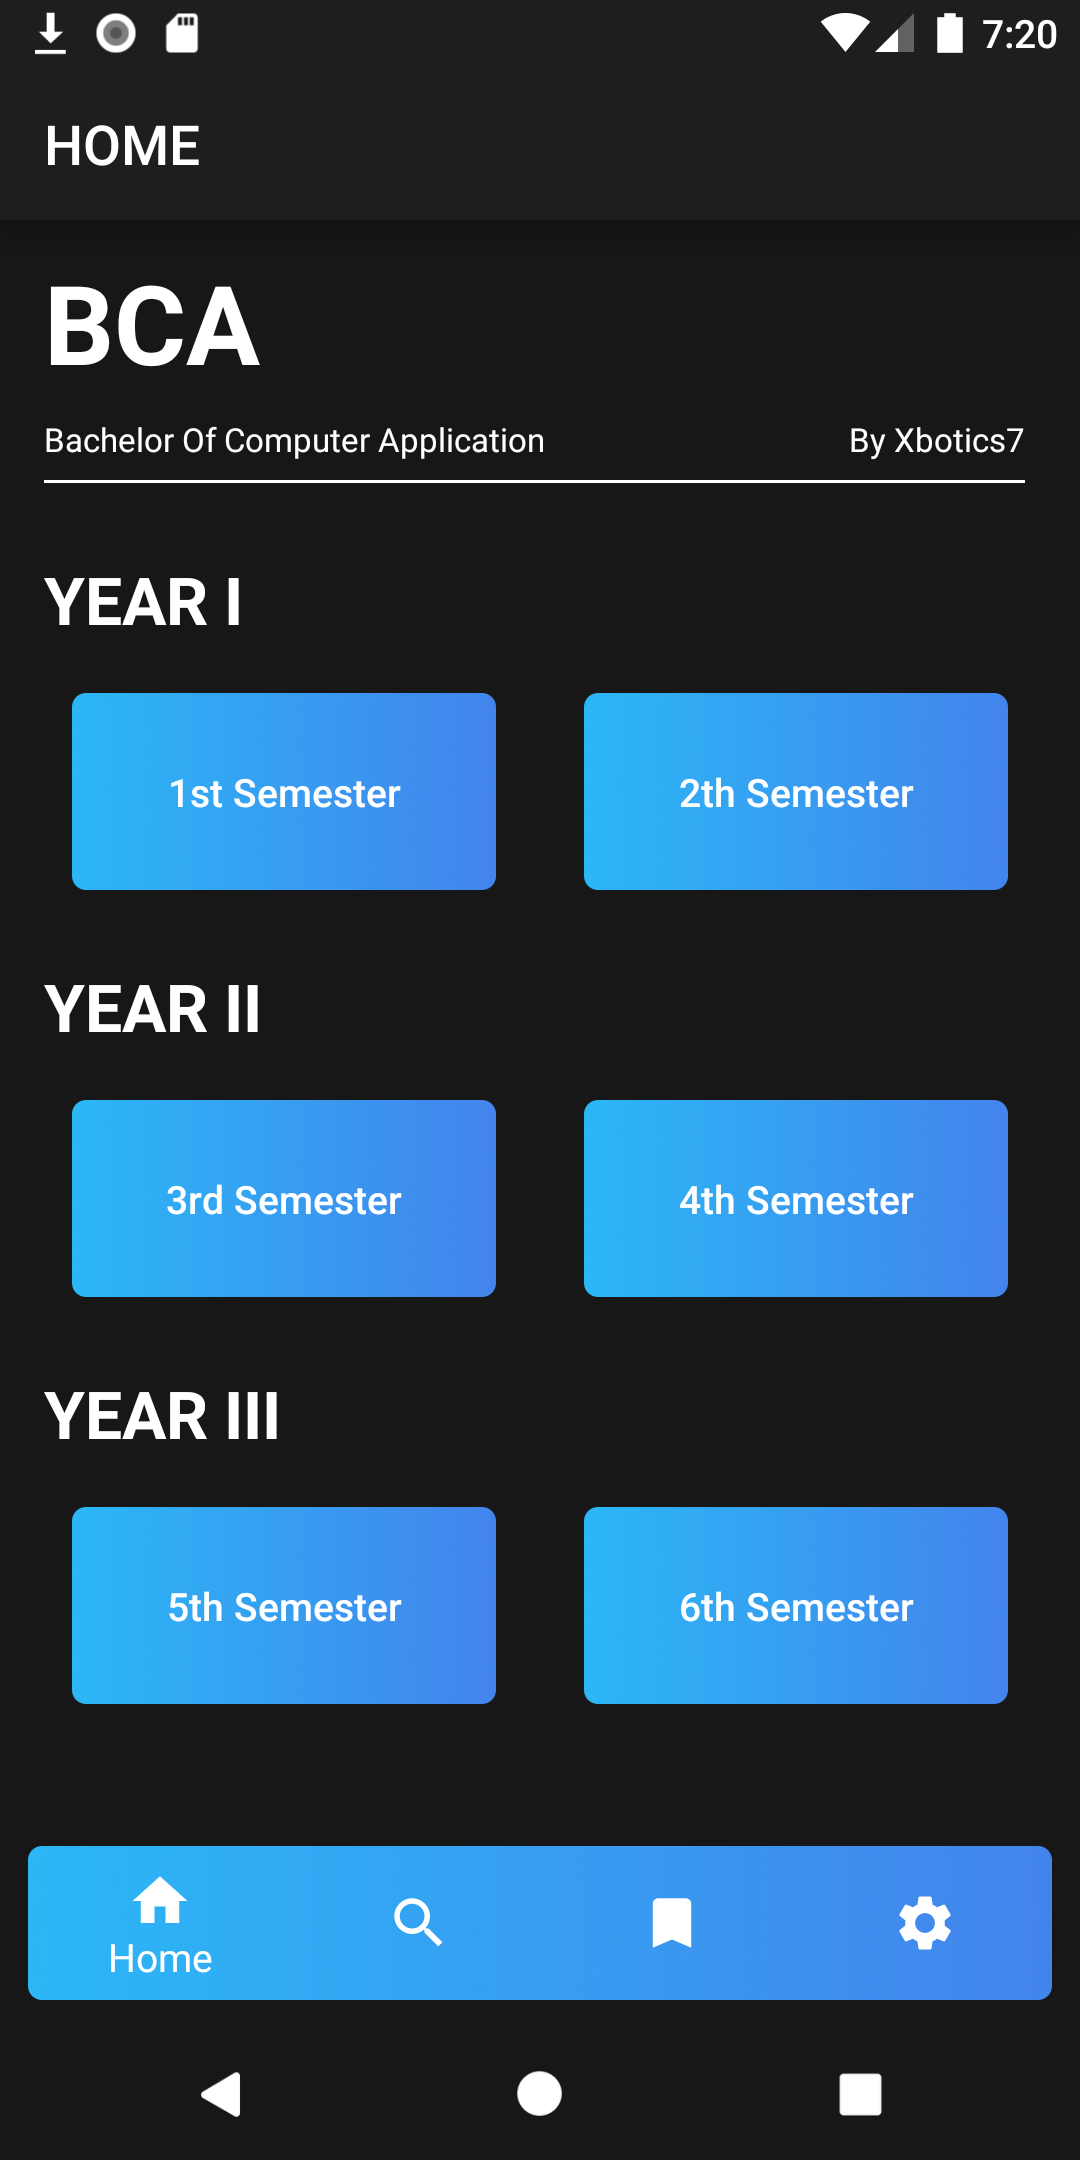 7:20
HOME
BCA
Bachelor Of Computer Application By Xbotics7
YEAR I
1st Semester 2th Semester
YEAR II
3rd Semester 4th Semester
YEAR III
5th Semester 6th Semester
Home